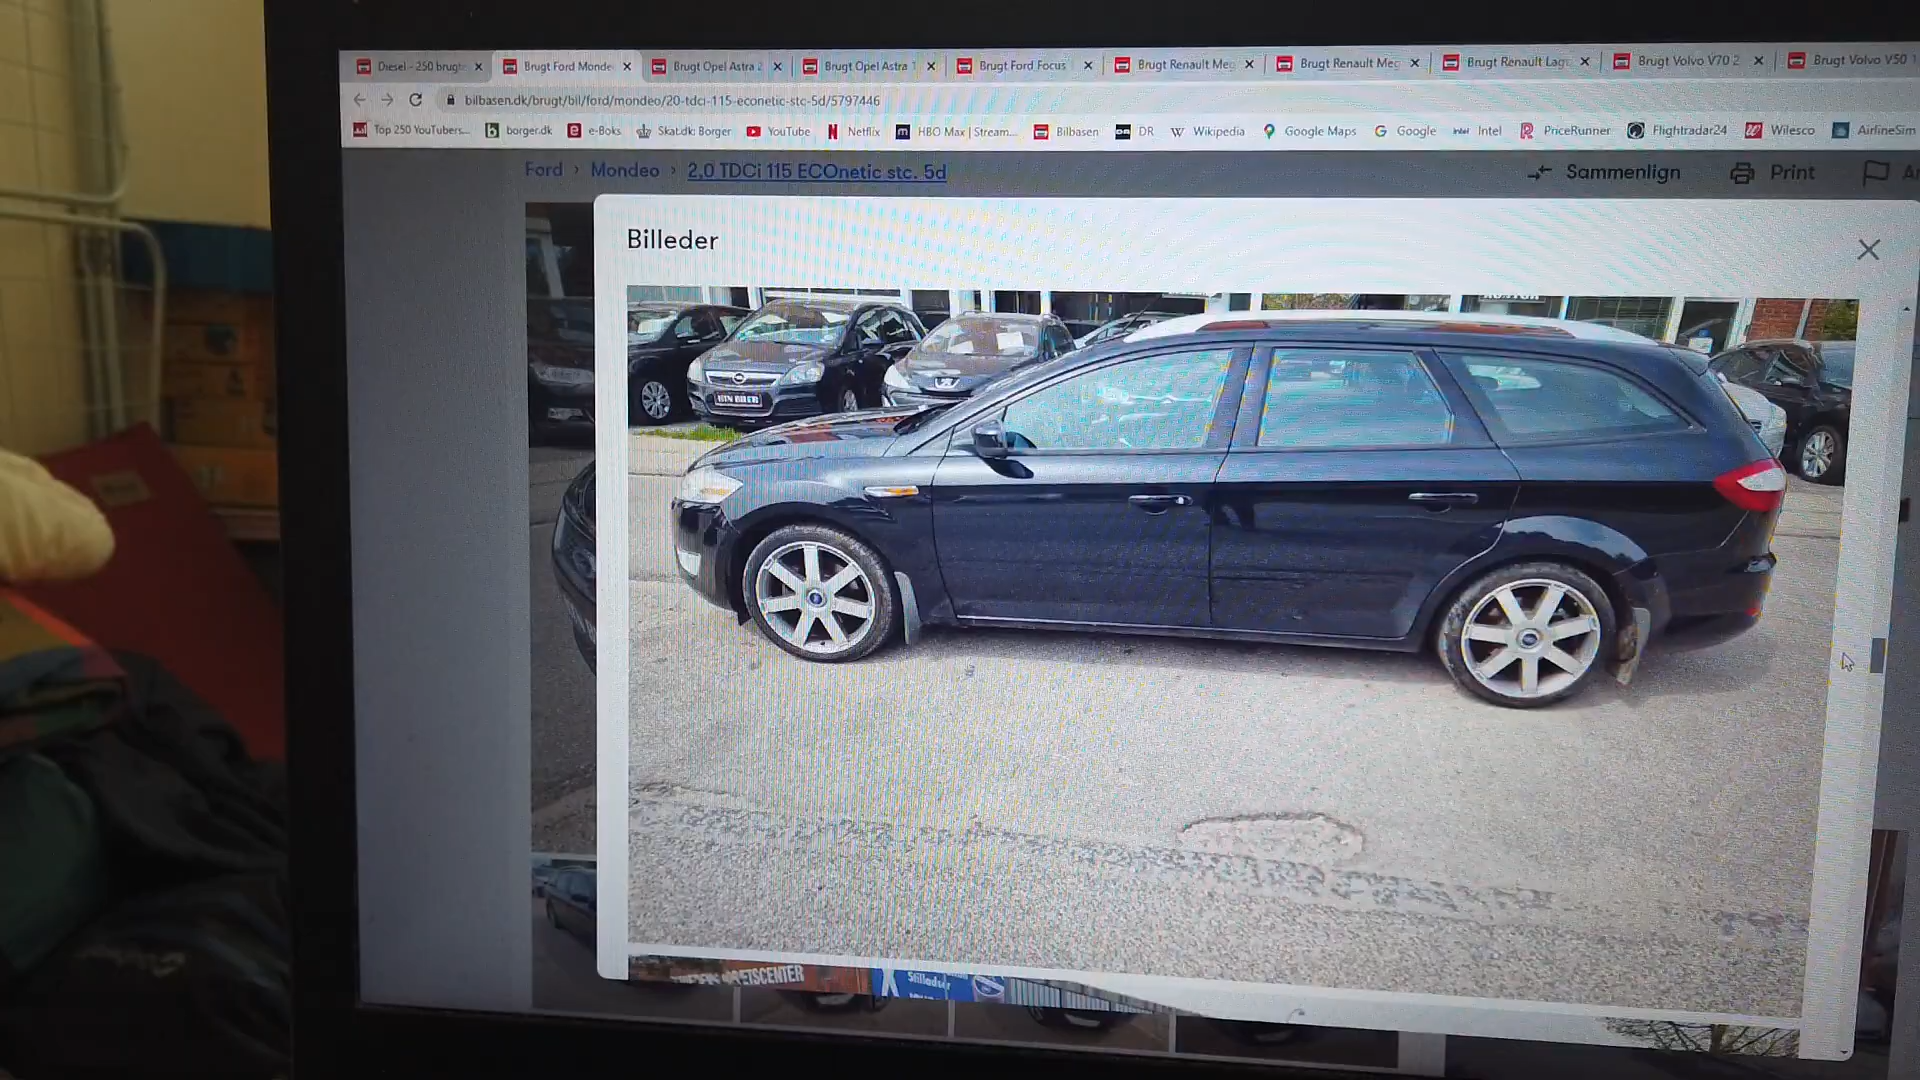 Diesel - 250 brugte
Brugt Ford Monde
Brugt Opel Astra 2
Brugt Opel Astra 1
Brugt Ford Focus
Brugt Renault Meg
Brugt Renault Meg
Brugt Renault Lagu
Brugt Volvo V70 2
Brugt Volvo V50 1
bilbasen.dk/brugt/bil/ford/mondeo/20-tdci-115-econetic-stc-5d/5797446
Top 250 YouTubers...
borger.dk
e-Boks
Skat.dk: Borger
YouTube
Netflix
HBO Max | Stream...
Bilbasen
DR
Wikipedia
Google Maps
Google
intel Intel
PriceRunner
Flightradar24
Wilesco
AirlineSim
Ford › Mondeo › 2,0 TDCi 115 ECOnetic stc. 5d
Sammenlign
Print
Billeder
BILER
Stilladser